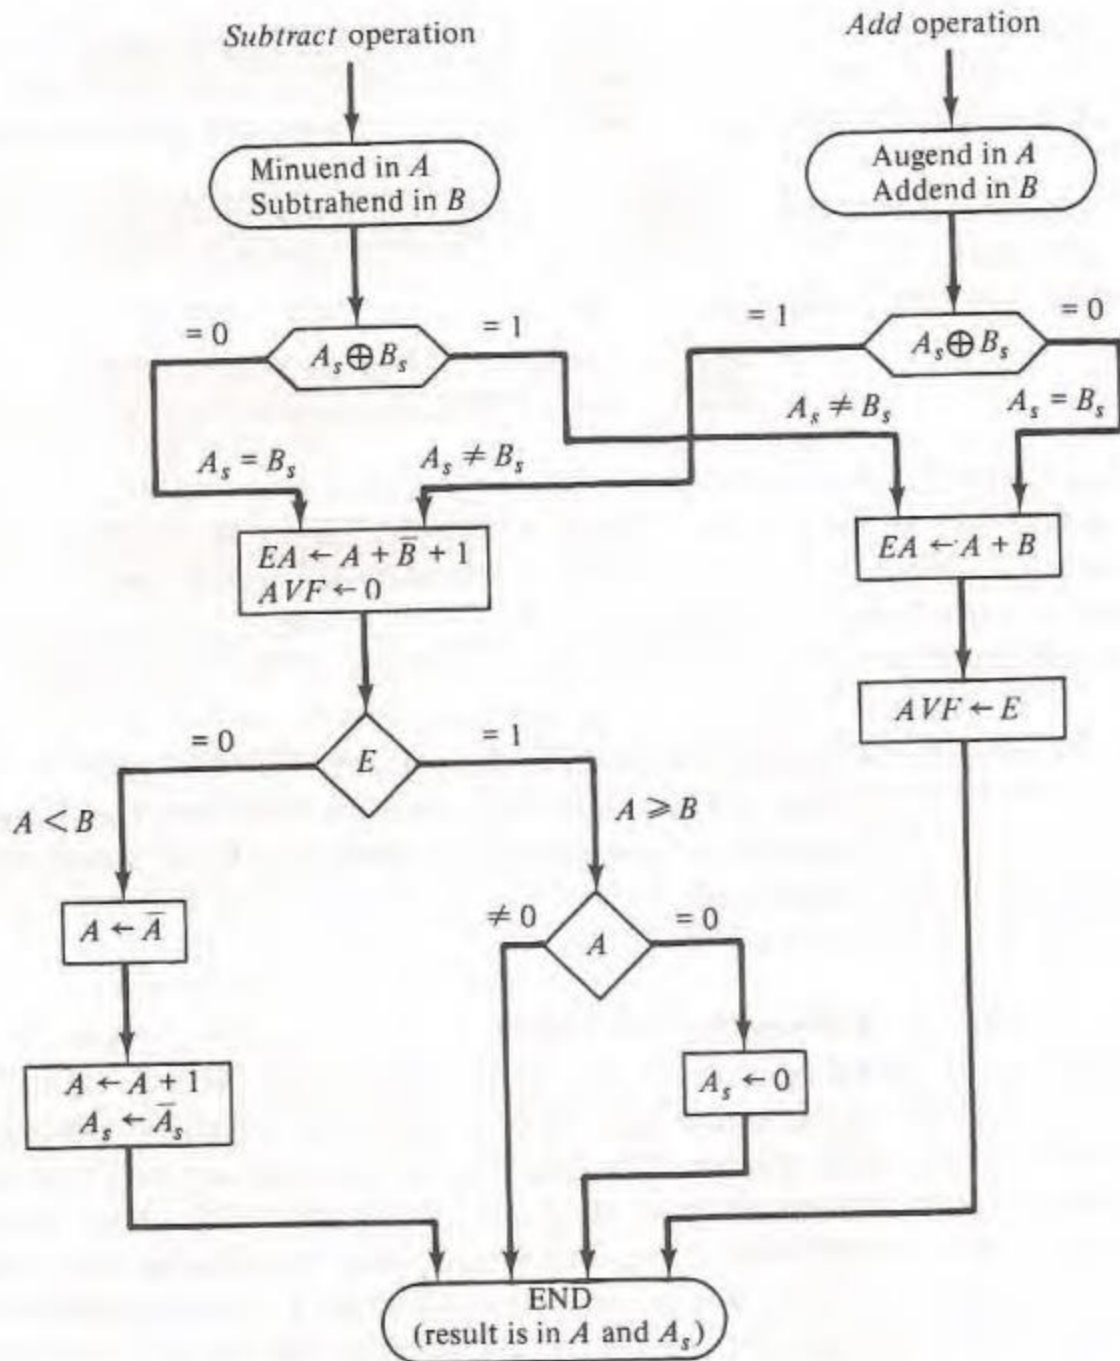 Subtract operation
Add operation
Minuend in A
Subtrahend in B
Augend in A
Addend in B
= 0
A_s ⊕ B_s
= 1
= 1
A_s ⊕ B_s
= 0
A_s = B_s
A_s ≠ B_s
A_s ≠ B_s
A_s = B_s
EA ← A + B̅ + 1
AVF ← 0
EA ← A + B
AVF ← E
= 0
E
= 1
A < B
A ⩾ B
A ← A̅
≠ 0
A
= 0
A ← A + 1
A_s ← A̅_s
A_s ← 0
END
(result is in A and A_s)